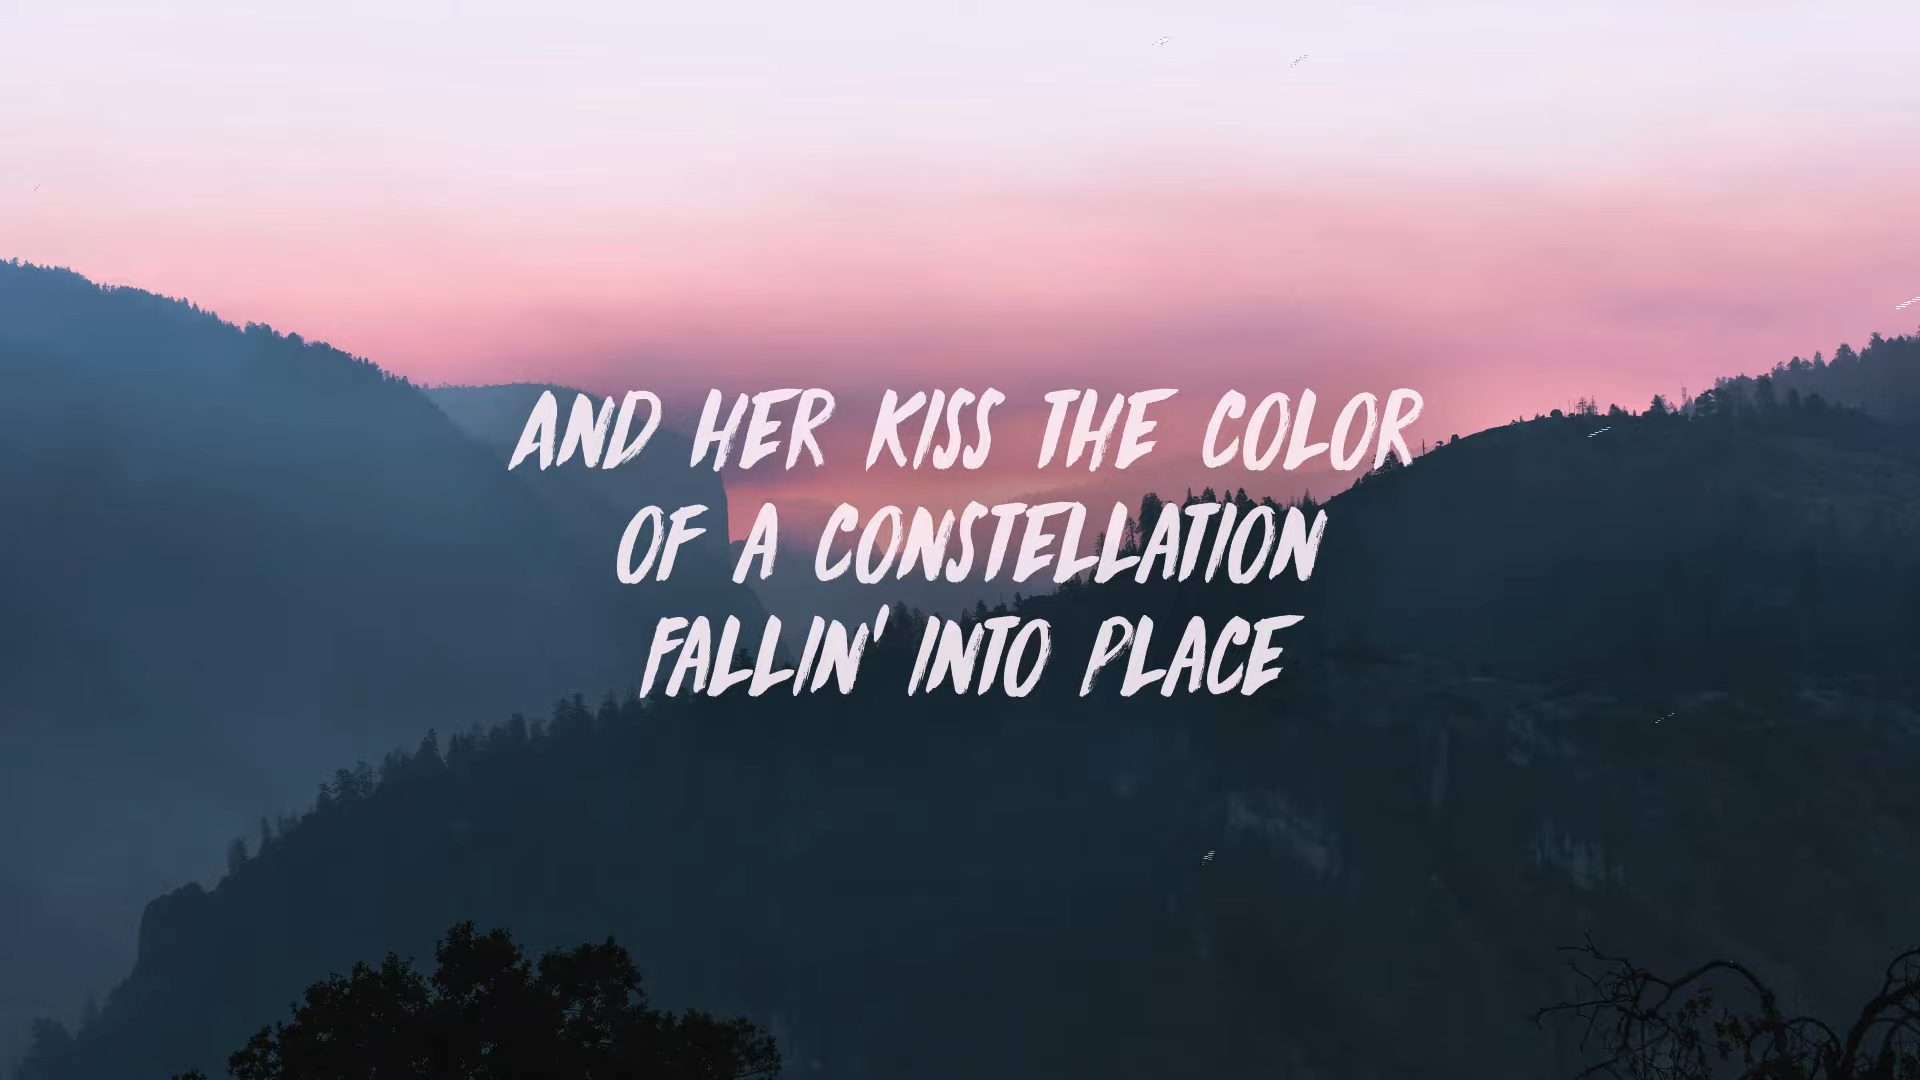 AND HER KISS THE COLOR
OF A CONSTELLATION
FALLIN' INTO PLACE